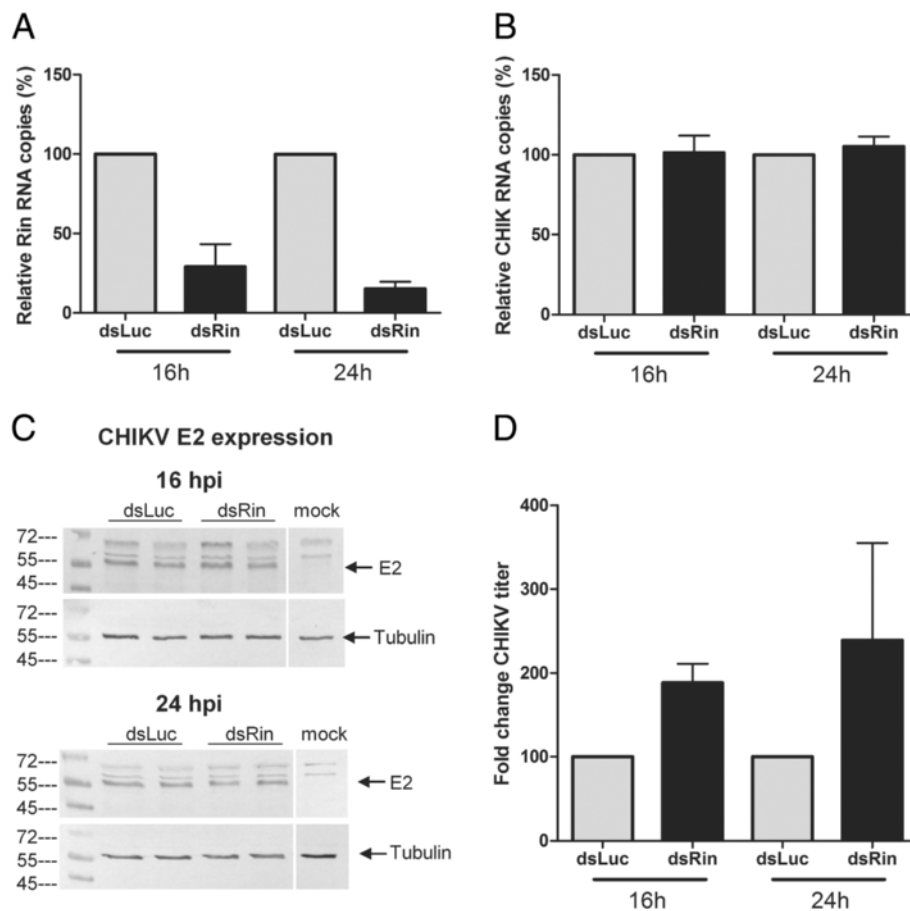 A
Relative Rin RNA copies (%)
150
100
50
0
dsLuc
dsRin
dsLuc
dsRin
16h
24h
B
Relative CHIK RNA copies (%)
150
100
50
0
dsLuc
dsRin
dsLuc
dsRin
16h
24h
C
CHIKV E2 expression
16 hpi
dsLuc dsRin mock
72---
55---
45---
E2
72---
55---
45---
Tubulin
24 hpi
dsLuc dsRin mock
72---
55---
45---
E2
72---
55---
45---
Tubulin
D
Fold change CHIKV titer
400
300
200
100
0
dsLuc
dsRin
dsLuc
dsRin
16h
24h